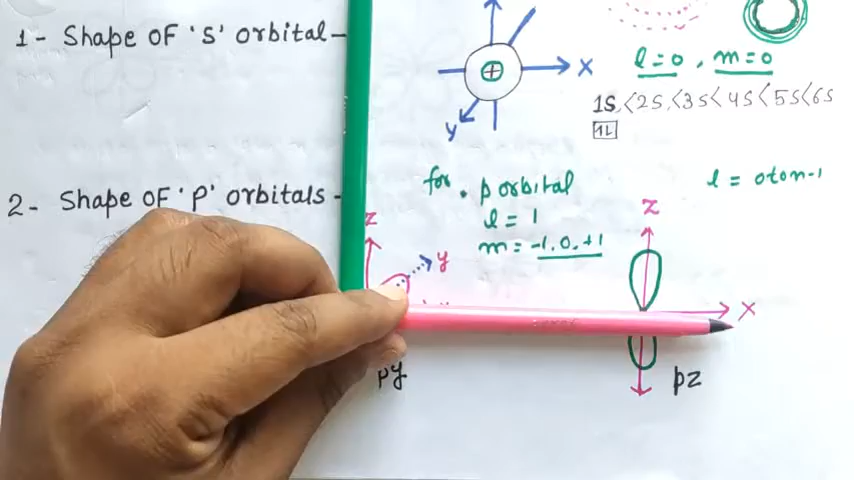 1- Shape OF 's' orbital-
X
y
l=0, m=0
1S,<2S,<3S<4S<5S<6S
1L
2- Shape OF 'P' orbitals-
for. p orbital
l = 1
m = -1, 0, +1
l = 0 to n-1
Z
y
Z
X
py
pz